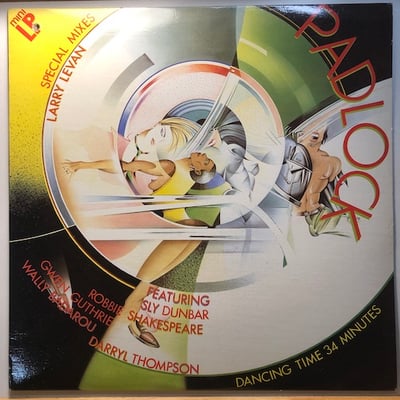 mini
LP
SPECIAL MIXES
LARRY LEVAN
PADLOCK
FEATURING
SLY DUNBAR
ROBBIE SHAKESPEARE
GWEN GUTHRIE
WALLY BADAROU
DARRYL THOMPSON
DANCING TIME 34 MINUTES